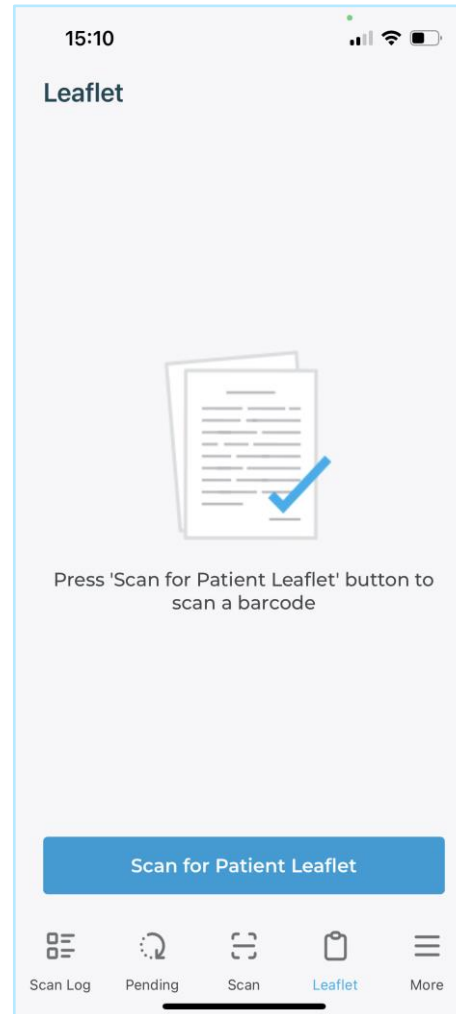 15:10
Leaflet
Press 'Scan for Patient Leaflet' button to
scan a barcode
Scan for Patient Leaflet
Scan Log Pending Scan Leaflet More